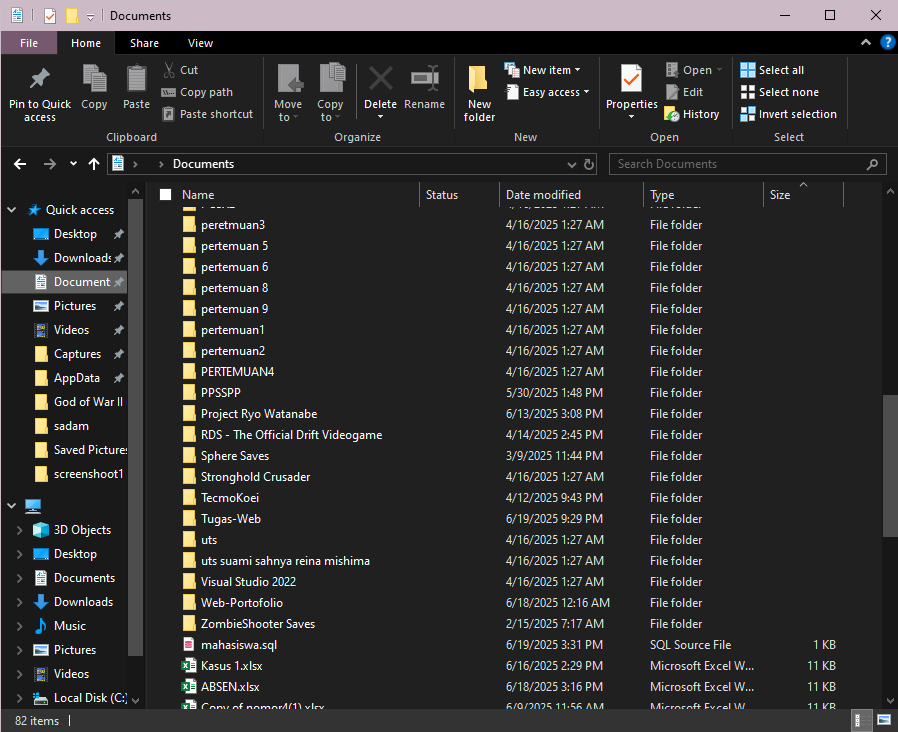 Documents
File Home Share View
Pin to Quick access
Copy
Paste
Cut
Copy path
Paste shortcut
Clipboard
Move to
Copy to
Delete
Rename
Organize
New folder
New item
Easy access
New
Properties
Open
Edit
History
Open
Select all
Select none
Invert selection
Select
Documents
Search Documents
Quick access
Desktop
Downloads
Document
Pictures
Videos
Captures
AppData
God of War II
sadam
Saved Pictures
screenshoot1
3D Objects
Desktop
Documents
Downloads
Music
Pictures
Videos
Local Disk (C:)
Name Status Date modified Type Size
peretmuan3 4/16/2025 1:27 AM File folder
pertemuan 5 4/16/2025 1:27 AM File folder
pertemuan 6 4/16/2025 1:27 AM File folder
pertemuan 8 4/16/2025 1:27 AM File folder
pertemuan 9 4/16/2025 1:27 AM File folder
pertemuan1 4/16/2025 1:27 AM File folder
pertemuan2 4/16/2025 1:27 AM File folder
PERTEMUAN4 4/16/2025 1:27 AM File folder
PPSSPP 5/30/2025 1:48 PM File folder
Project Ryo Watanabe 6/13/2025 3:08 PM File folder
RDS - The Official Drift Videogame 4/14/2025 2:45 PM File folder
Sphere Saves 3/9/2025 11:44 PM File folder
Stronghold Crusader 4/16/2025 1:27 AM File folder
TecmoKoei 4/12/2025 9:43 PM File folder
Tugas-Web 6/19/2025 9:29 PM File folder
uts 4/16/2025 1:27 AM File folder
uts suami sahnya reina mishima 4/16/2025 1:27 AM File folder
Visual Studio 2022 4/16/2025 1:27 AM File folder
Web-Portofolio 6/18/2025 12:16 AM File folder
ZombieShooter Saves 2/15/2025 7:17 AM File folder
mahasiswa.sql 6/19/2025 3:31 PM SQL Source File 1 KB
Kasus 1.xlsx 6/16/2025 2:29 PM Microsoft Excel W... 11 KB
ABSEN.xlsx 6/18/2025 3:16 PM Microsoft Excel W... 11 KB
Copy of nomor4(1).xlsx 6/9/2025 11:56 AM Microsoft Excel W... 11 KB
82 items